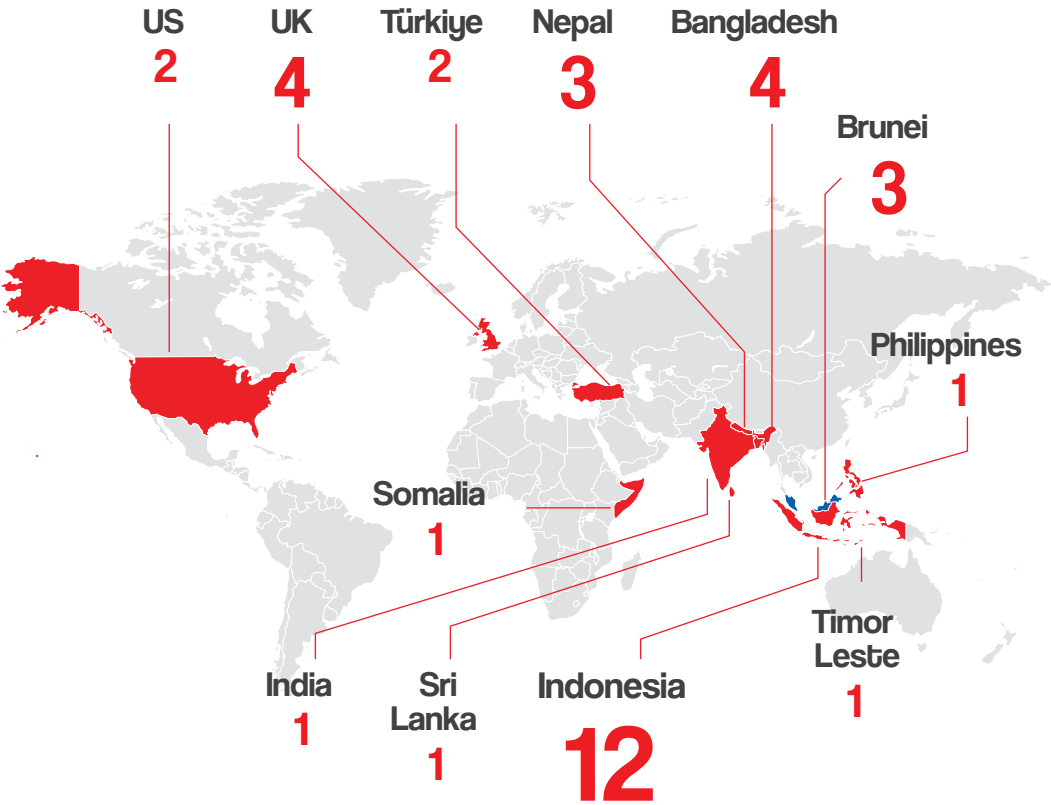 US
2
UK
4
Türkiye
2
Nepal
3
Bangladesh
4
Brunei
3
Philippines
1
Somalia
1
India
1
Sri
Lanka
1
Indonesia
12
Timor
Leste
1